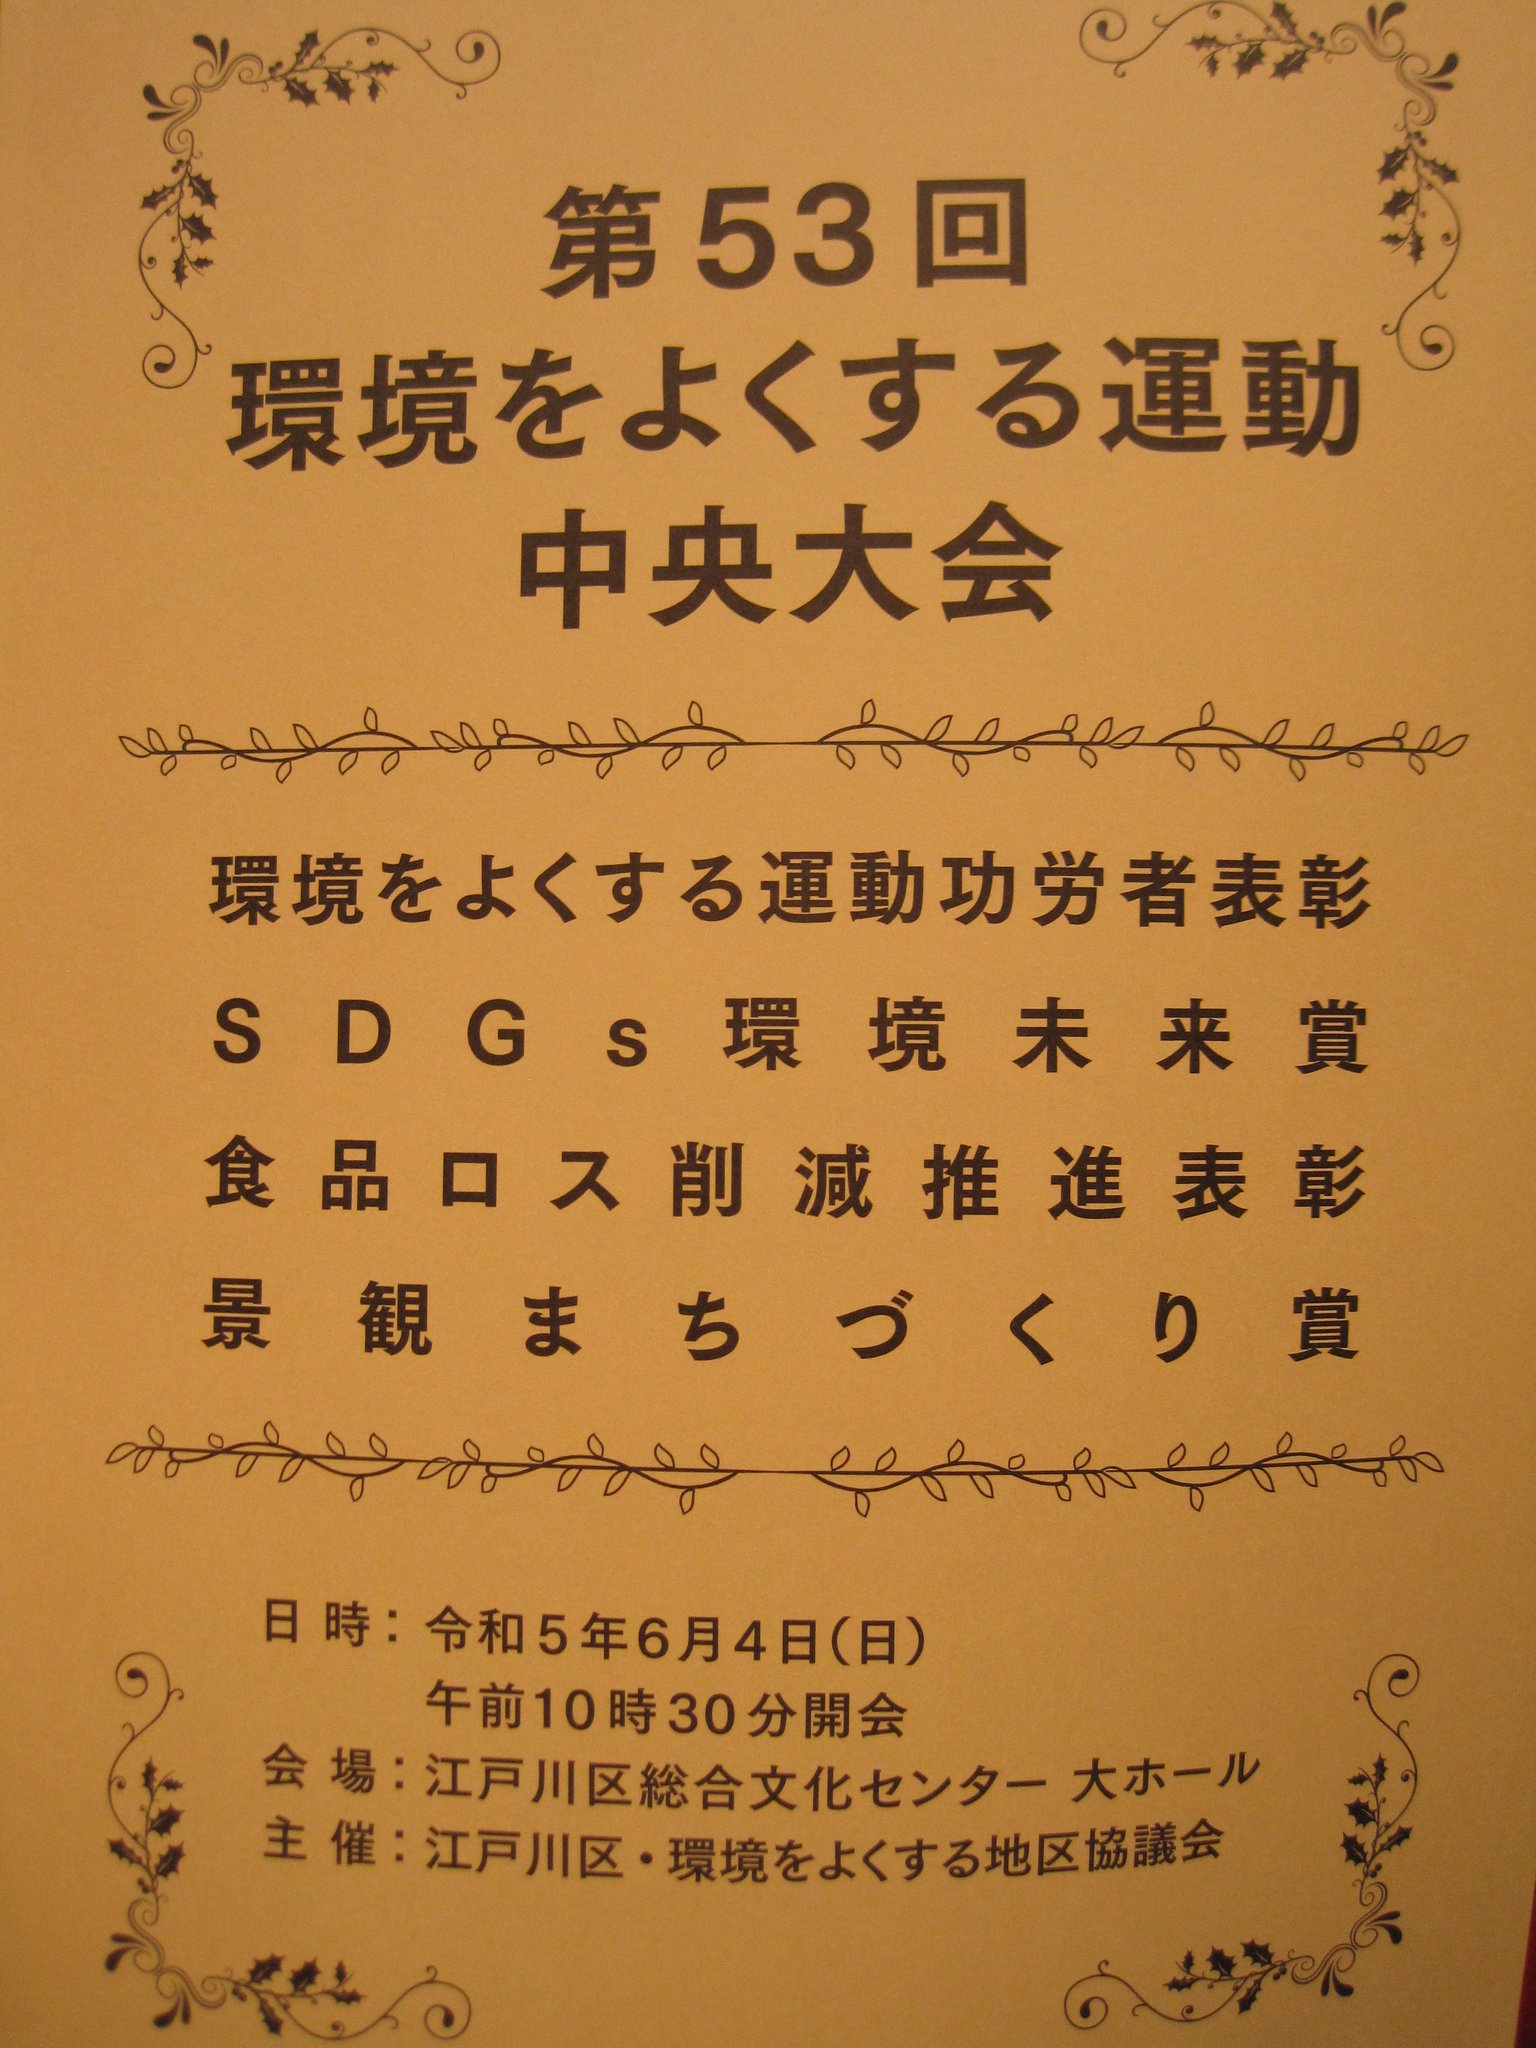 第53回
環境をよくする運動
中央大会
環境をよくする運動功労者表彰
SDGs環境未来賞
食品ロス削減推進表彰
景観まちづくり賞
日時：令和5年6月4日（日）
午前10時30分開会
会場：江戸川区総合文化センター 大ホール
主催：江戸川区・環境をよくする地区協議会